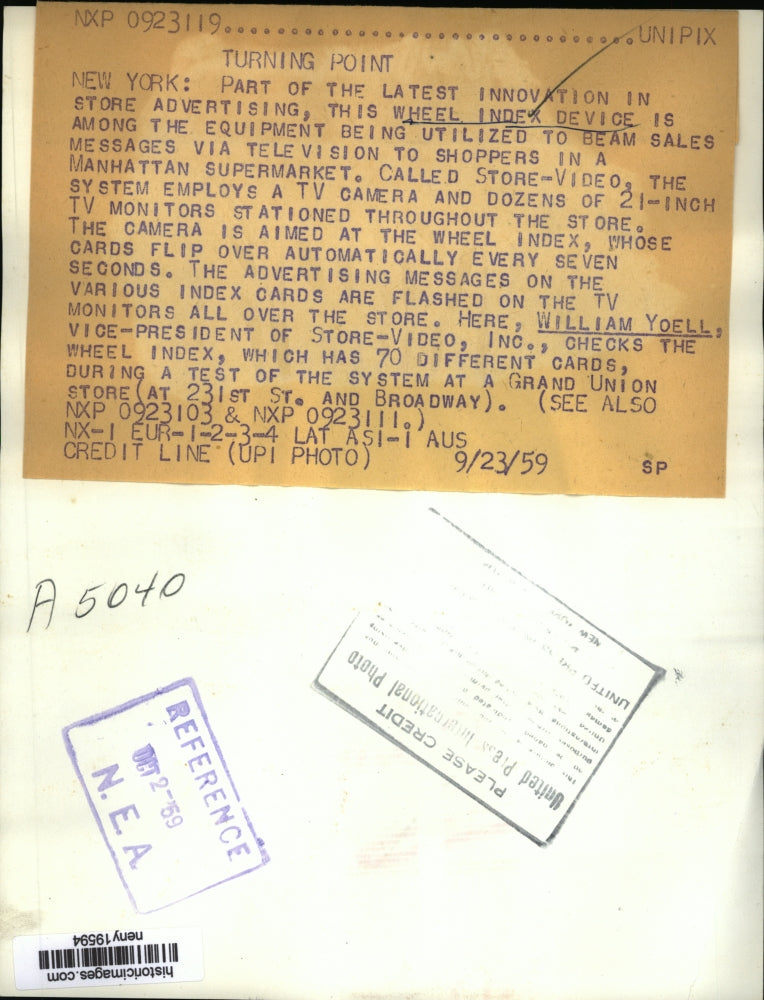 NXP 0923119.................................UNIPIX
TURNING POINT
NEW YORK: PART OF THE LATEST INNOVATION IN
STORE ADVERTISING, THIS WHEEL INDEX DEVICE IS
AMONG THE EQUIPMENT BEING UTILIZED TO BEAM SALES
MESSAGES VIA TELEVISION TO SHOPPERS IN A
MANHATTAN SUPERMARKET. CALLED STORE-VIDEO, THE
SYSTEM EMPLOYS A TV CAMERA AND DOZENS OF 21-INCH
TV MONITORS STATIONED THROUGHOUT THE STORE.
THE CAMERA IS AIMED AT THE WHEEL INDEX, WHOSE
CARDS FLIP OVER AUTOMATICALLY EVERY SEVEN
SECONDS. THE ADVERTISING MESSAGES ON THE
VARIOUS INDEX CARDS ARE FLASHED ON THE TV
MONITORS ALL OVER THE STORE. HERE, WILLIAM YOELL,
VICE-PRESIDENT OF STORE-VIDEO, INC., CHECKS THE
WHEEL INDEX, WHICH HAS 70 DIFFERENT CARDS,
DURING A TEST OF THE SYSTEM AT A GRAND UNION
STORE (AT 231ST ST. AND BROADWAY). (SEE ALSO
NXP 0923103 & NXP 0923111.)
NX-1 EUR-1-2-3-4 LAT ASI-1 AUS
CREDIT LINE (UPI PHOTO) 9/23/59 SP
A 5040
PLEASE CREDIT
United Press International Photo
REFERENCE
OCT 2-'59
N.E.A.
historicimages.com
neny19594